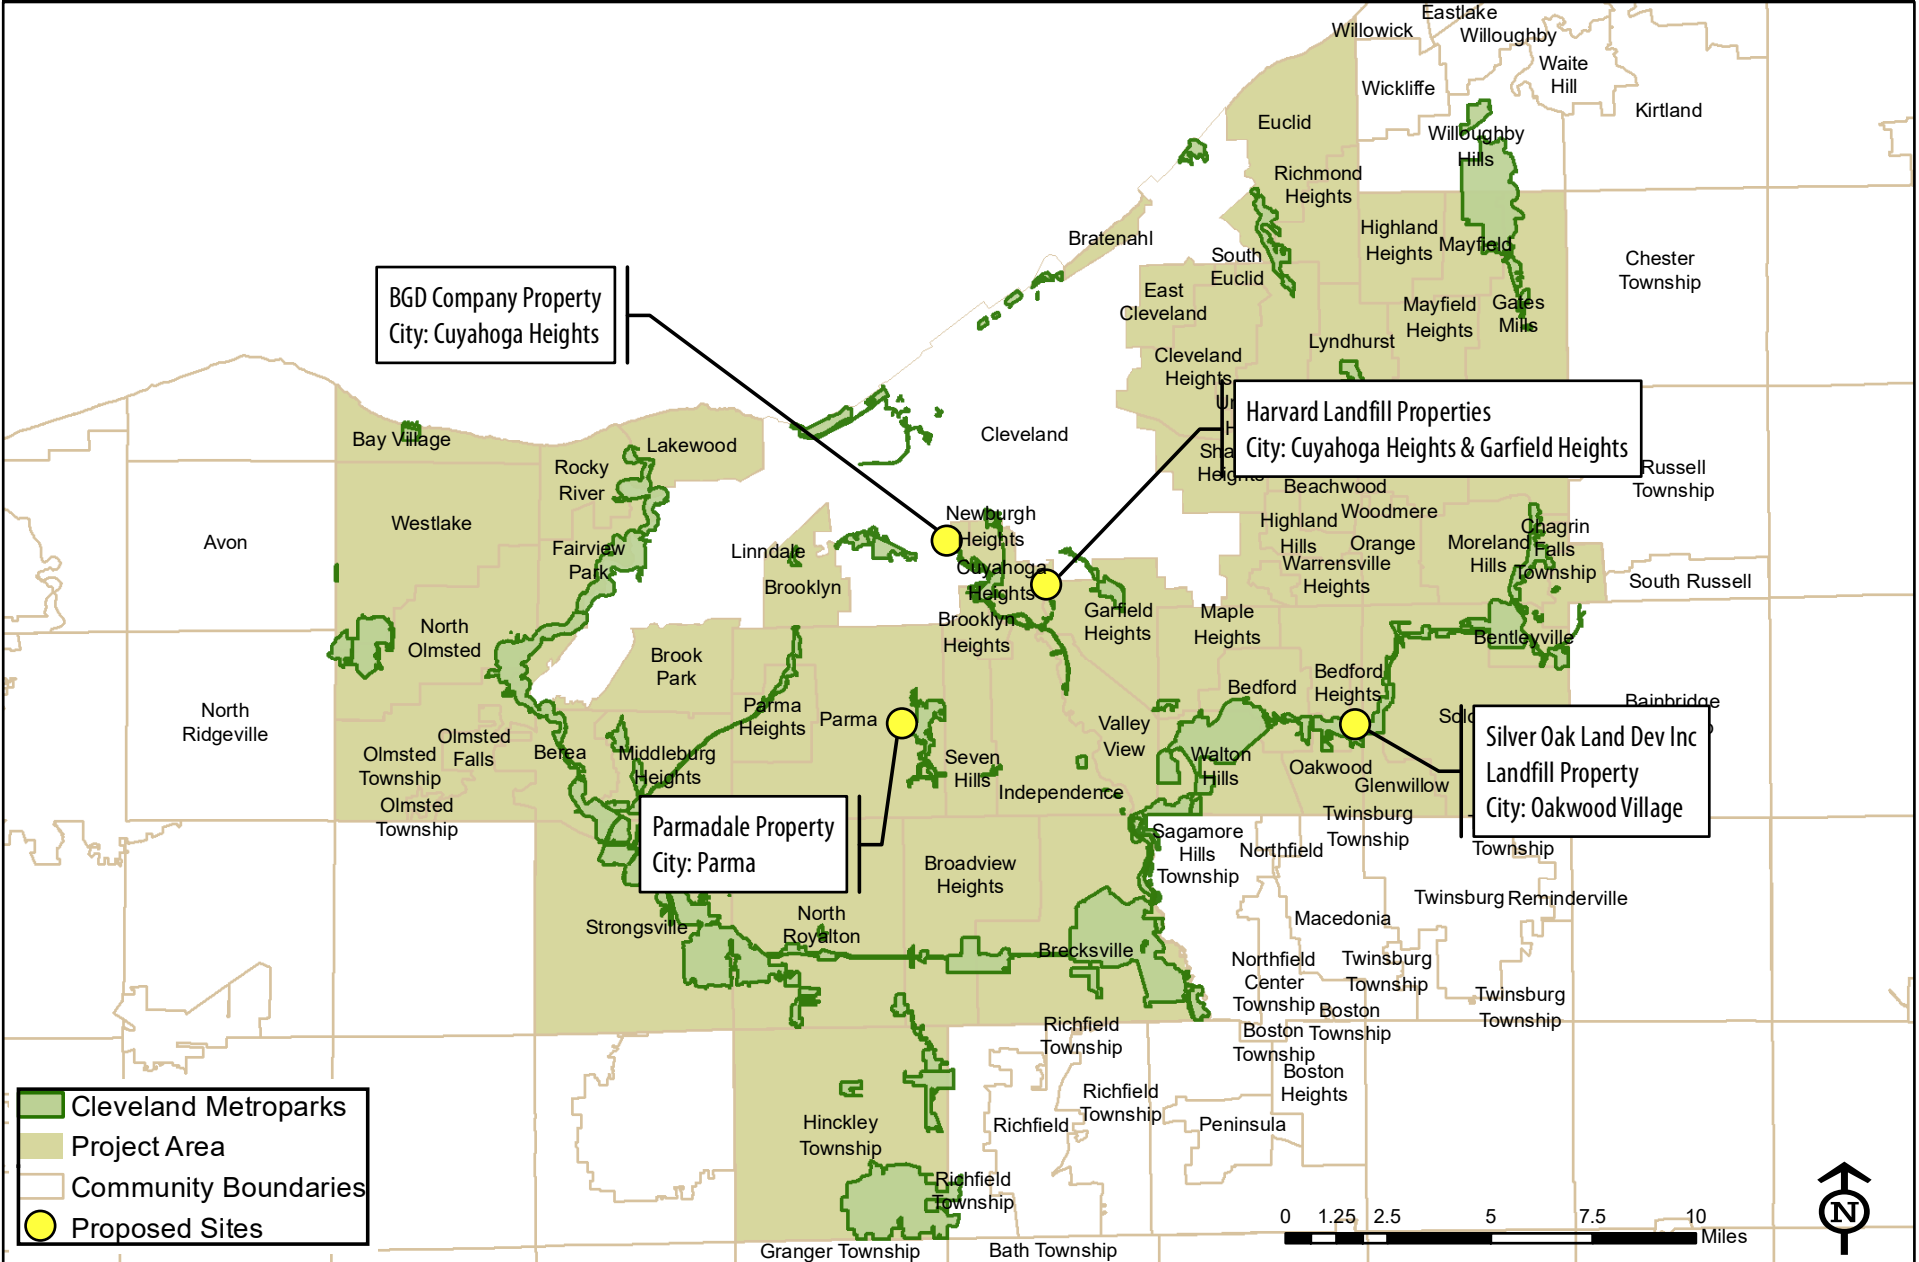 Eastlake
Willowick
Willoughby
Waite
Hill
Wickliffe
Kirtland
Euclid
Willoughby
Hills
Richmond
Heights
Highland
Heights
Mayfield
Bratenahl
South
Euclid
Chester
Township
East
Cleveland
Mayfield
Heights
Gates
Mills
BGD Company Property
City: Cuyahoga Heights
Lyndhurst
Cleveland
Heights
Harvard Landfill Properties
City: Cuyahoga Heights & Garfield Heights
Bay Village
Lakewood
Cleveland
Rocky
River
Sha
Heights
Russell
Township
Beachwood
Woodmere
Westlake
Newburgh
Heights
Highland
Hills
Chagrin
Falls
Township
Avon
Fairview
Park
Linndale
Orange
Moreland
Hills
Warrensville
Heights
Cuyahoga
Heights
Brooklyn
South Russell
Garfield
Heights
Maple
Heights
Brooklyn
Heights
North
Olmsted
Bentleyville
Brook
Park
Bedford
Heights
Bedford
North
Ridgeville
Parma
Heights
Parma
Valley
View
Bainbridge
Solo
Silver Oak Land Dev Inc
Landfill Property
City: Oakwood Village
Olmsted
Falls
Berea
Middleburg
Heights
Olmsted
Township
Seven
Hills
Walton
Hills
Oakwood
Glenwillow
Independence
Olmsted
Township
Twinsburg
Township
Parmadale Property
City: Parma
Sagamore
Hills
Township
Northfield
Township
Broadview
Heights
Twinsburg
Reminderville
Macedonia
Strongsville
North
Royalton
Brecksville
Northfield
Center
Township
Twinsburg
Township
Twinsburg
Township
Boston
Township
Richfield
Township
Boston
Township
Boston
Heights
Richfield
Township
Hinckley
Township
Richfield
Peninsula
Richfield
Township
Granger Township
Bath Township
Cleveland Metroparks
Project Area
Community Boundaries
Proposed Sites
0 1.25 2.5 5 7.5 10
Miles
N